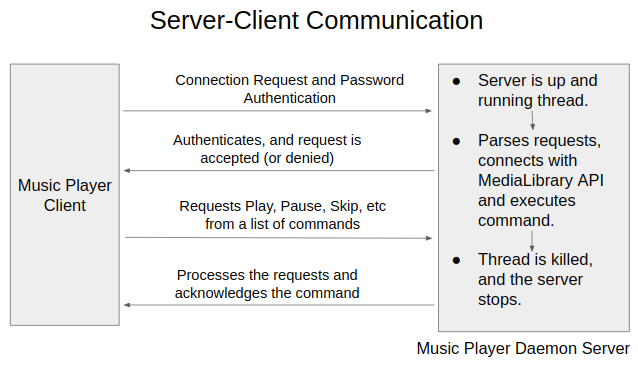 Server-Client Communication
Music Player
Client
Connection Request and Password
Authentication
Authenticates, and request is
accepted (or denied)
Requests Play, Pause, Skip, etc
from a list of commands
Processes the requests and
acknowledges the command
● Server is up and
running thread.
● Parses requests,
connects with
MediaLibrary API
and executes
command.
● Thread is killed,
and the server
stops.
Music Player Daemon Server